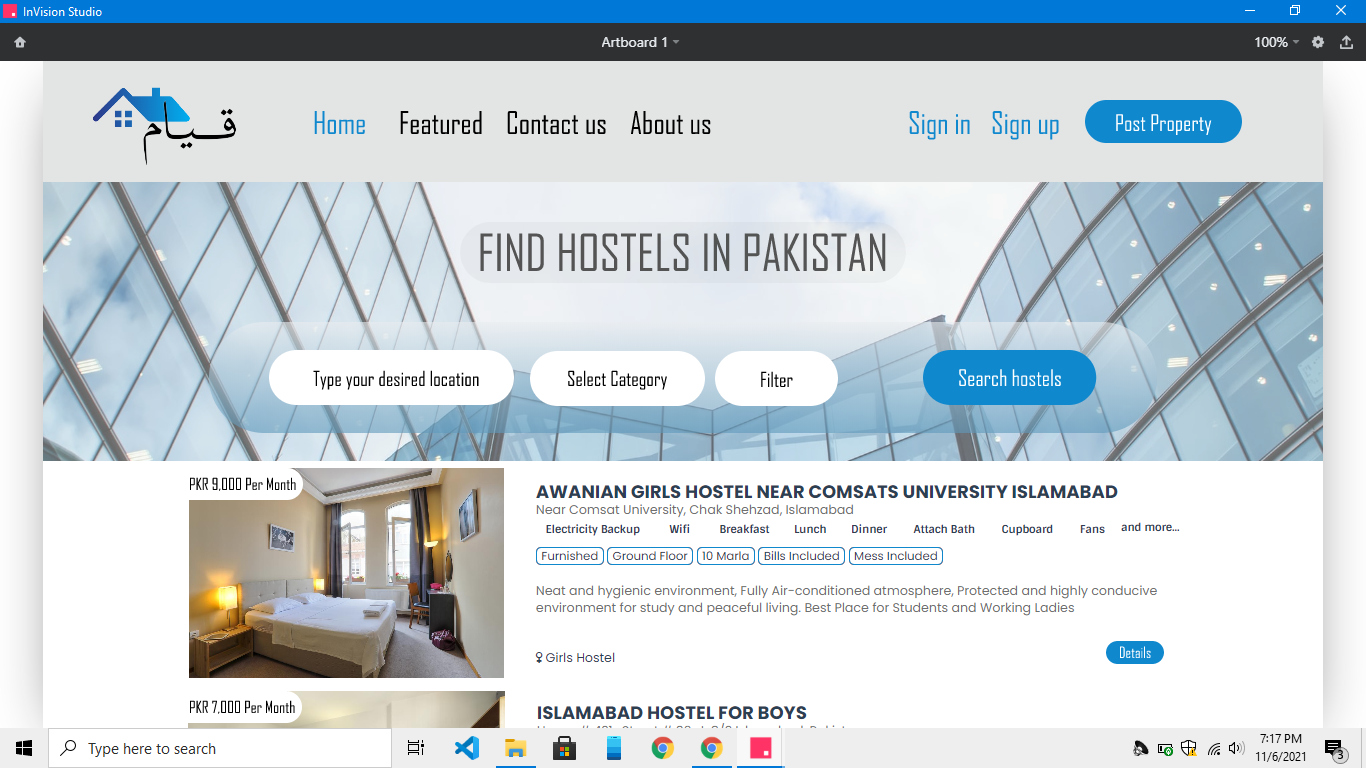 InVision Studio
Artboard 1
100%
قیام
Home Featured Contact us About us Sign in Sign up Post Property
FIND HOSTELS IN PAKISTAN
Type your desired location Select Category Filter Search hostels
PKR 9,000 Per Month
AWANIAN GIRLS HOSTEL NEAR COMSATS UNIVERSITY ISLAMABAD
Near Comsat University, Chak Shehzad, Islamabad
Electricity Backup Wifi Breakfast Lunch Dinner Attach Bath Cupboard Fans and more...
Furnished Ground Floor 10 Marla Bills Included Mess Included
Neat and hygienic environment, Fully Air-conditioned atmosphere, Protected and highly conducive
environment for study and peaceful living. Best Place for Students and Working Ladies
Girls Hostel
Details
PKR 7,000 Per Month
ISLAMABAD HOSTEL FOR BOYS
Type here to search
7:17 PM
11/6/2021
3